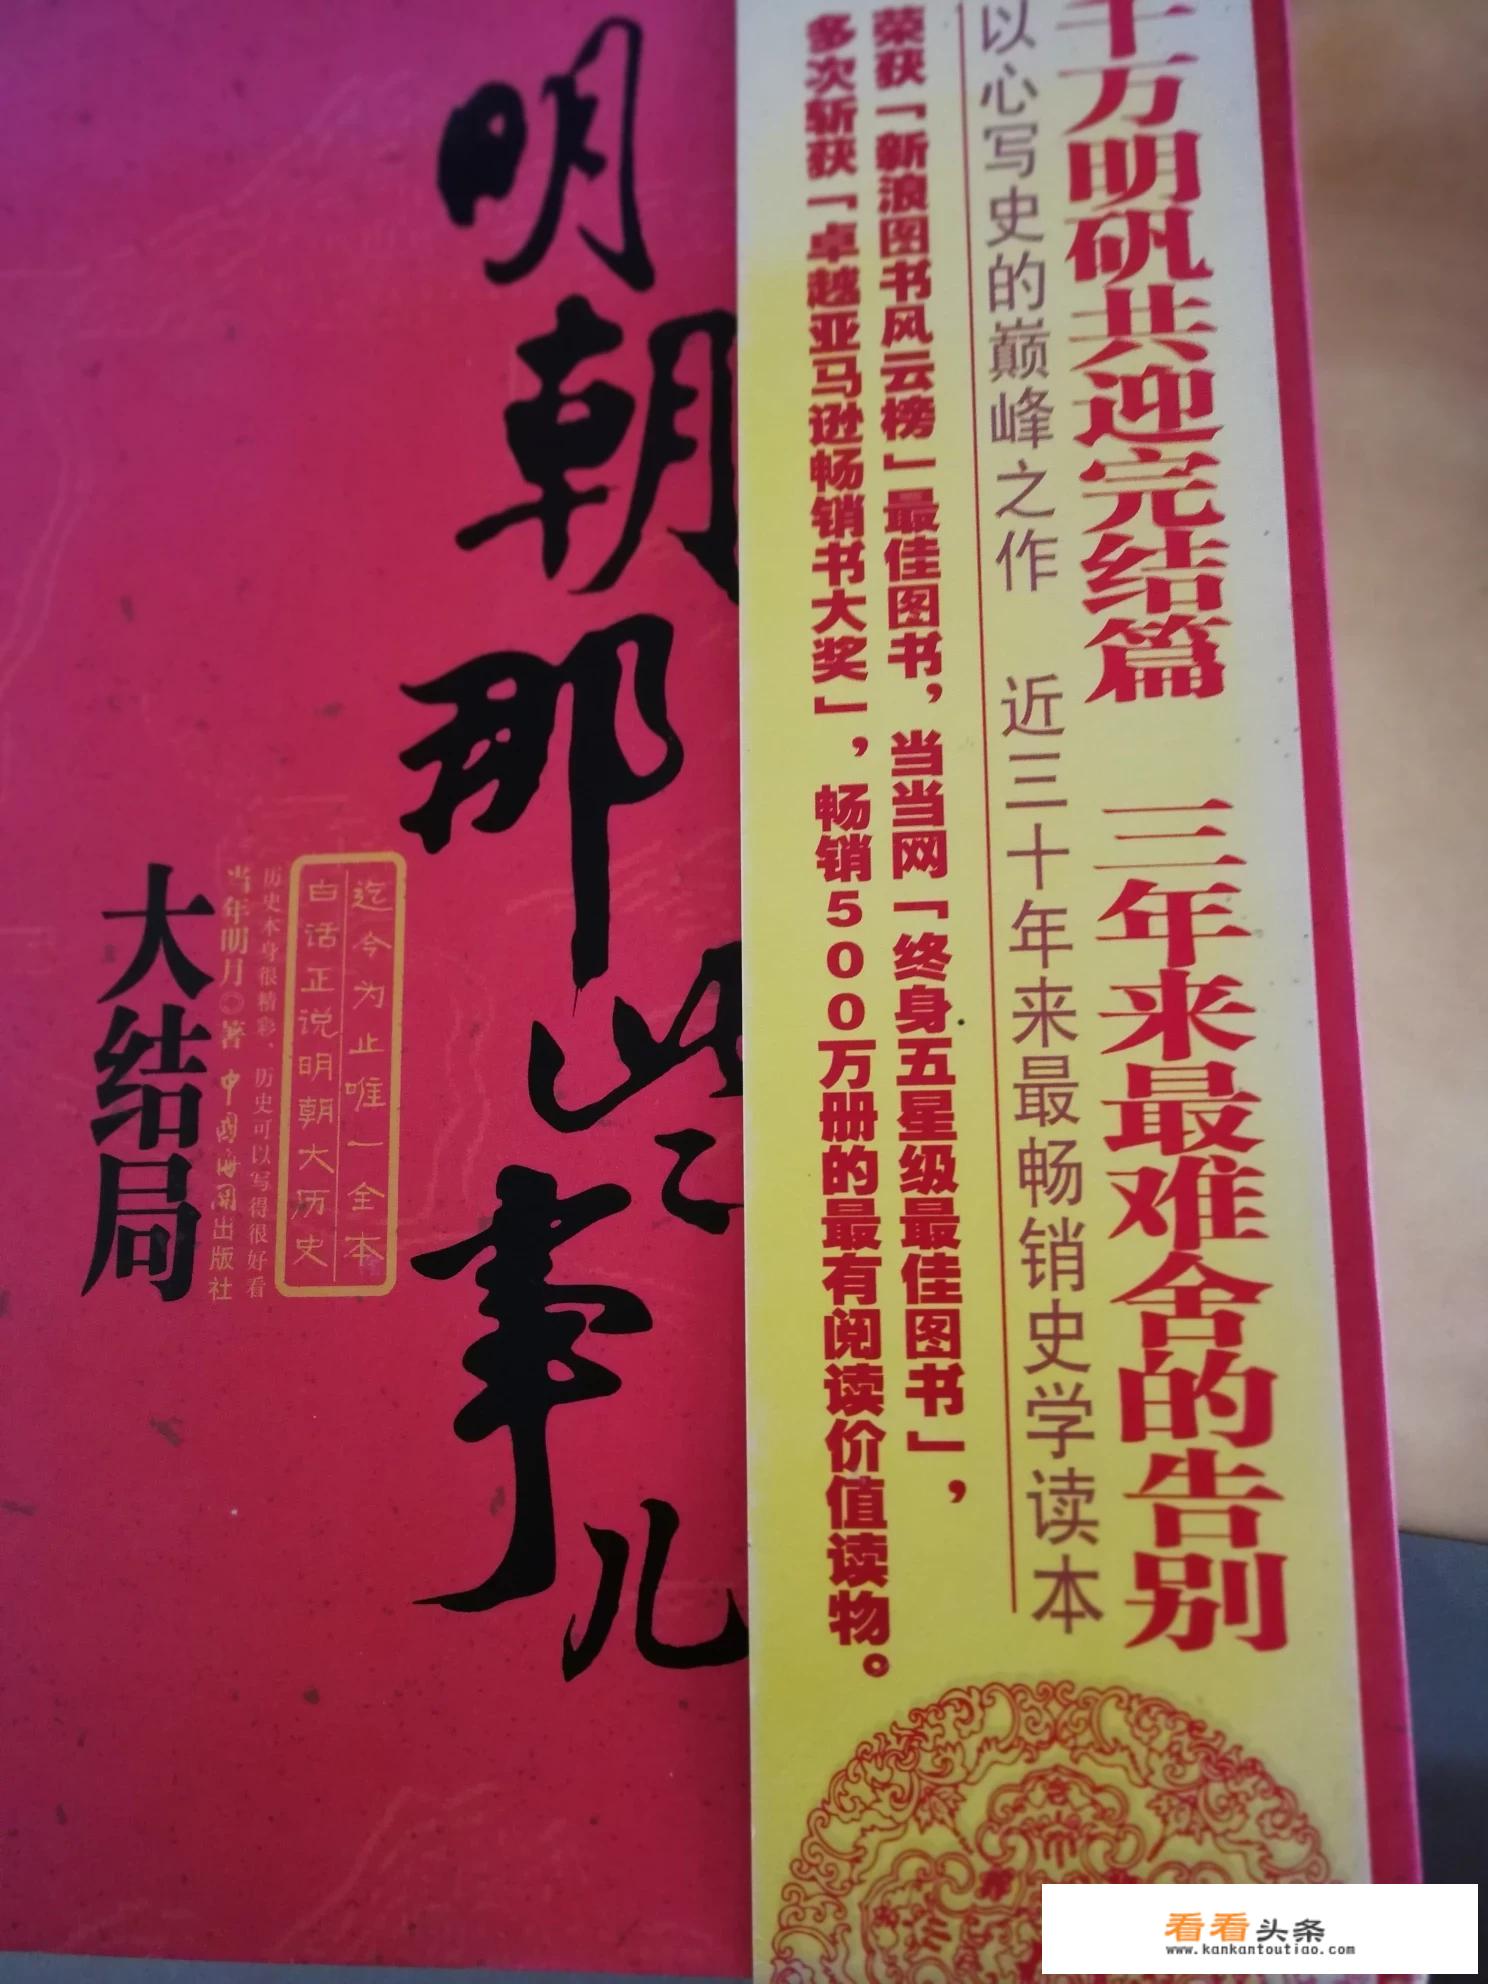 千万明矾共迎完结篇 三年来最难舍的告别
以心写史的巅峰之作 近三十年来最畅销史学读本
荣获「新浪图书风云榜」最佳图书，当当网「终身五星级最佳图书」，
多次斩获「卓越亚马逊畅销书大奖」，畅销500万册的最有阅读价值读物。
明朝那些事儿
迄今为止唯一全本
白话正说明朝大历史
历史本身很精彩，历史可以写得很好看
当年明月◎著 中国海关出版社
大结局
看看头条
www.kankantoutiao.com